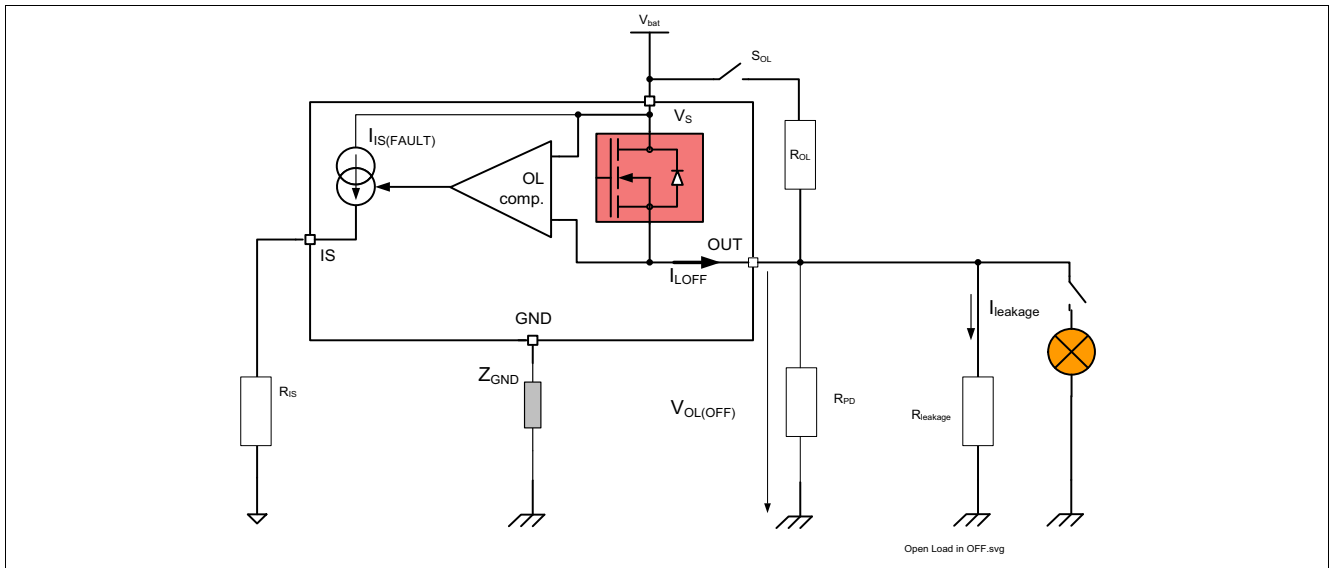 Vbat
SOL
VS
IIS(FAULT)
ROL
OL
comp.
IS
OUT
ILOFF
GND
Ileakage
ZGND
RIS
VOL(OFF)
RPD
Rleakage
Open Load in OFF.svg